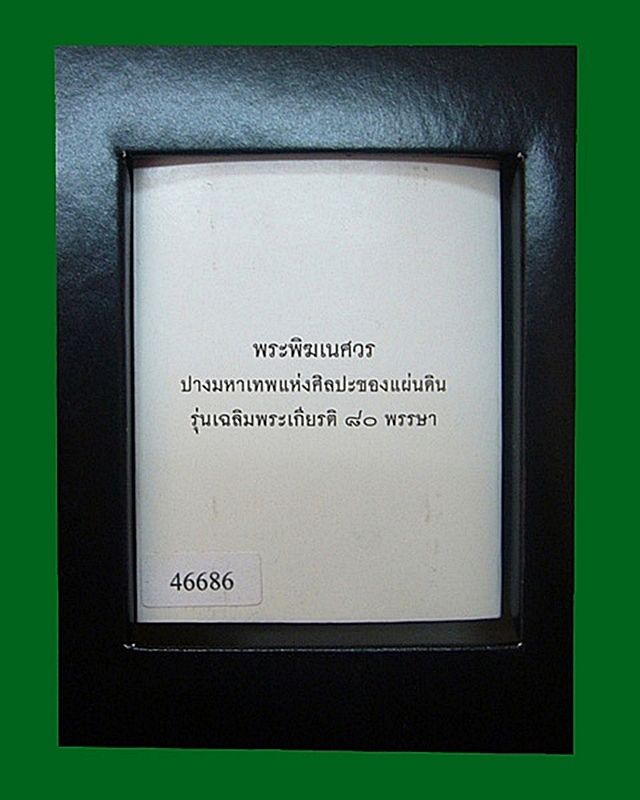 พระพิฆเนศวร
ปางมหาเทพแห่งศิลปะของแผ่นดิน
รุ่นเฉลิมพระเกียรติ ๘๐ พรรษา
46686